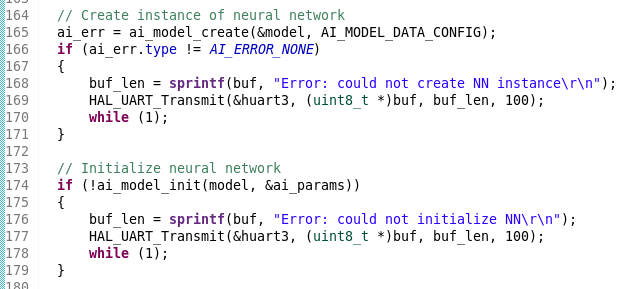 164 // Create instance of neural network
165 ai_err = ai_model_create(&model, AI_MODEL_DATA_CONFIG);
166 if (ai_err.type != AI_ERROR_NONE)
167 {
168     buf_len = sprintf(buf, "Error: could not create NN instance\r\n");
169     HAL_UART_Transmit(&huart3, (uint8_t *)buf, buf_len, 100);
170     while (1);
171 }
172
173 // Initialize neural network
174 if (!ai_model_init(model, &ai_params))
175 {
176     buf_len = sprintf(buf, "Error: could not initialize NN\r\n");
177     HAL_UART_Transmit(&huart3, (uint8_t *)buf, buf_len, 100);
178     while (1);
179 }
180